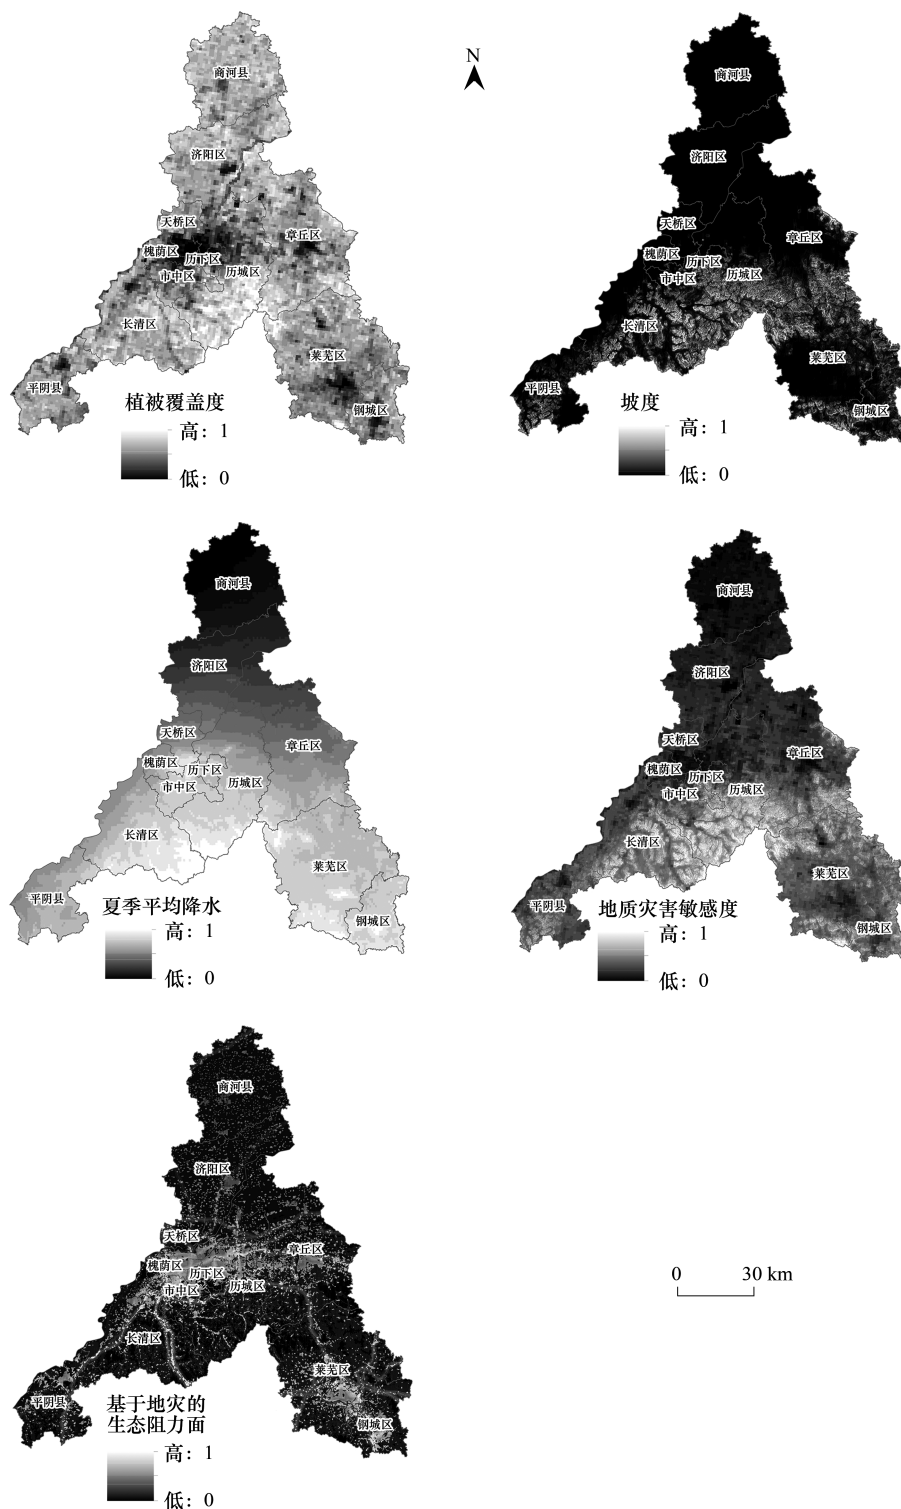 商河县
济阳区
天桥区
槐荫区
历下区
市中区
历城区
章丘区
长清区
莱芜区
平阴县
钢城区
植被覆盖度
高：1
低：0
N
商河县
济阳区
天桥区
槐荫区
历下区
市中区
历城区
章丘区
长清区
莱芜区
平阴县
钢城区
坡度
高：1
低：0
商河县
济阳区
天桥区
槐荫区
历下区
市中区
历城区
章丘区
长清区
莱芜区
平阴县
钢城区
夏季平均降水
高：1
低：0
商河县
济阳区
天桥区
槐荫区
历下区
市中区
历城区
章丘区
长清区
莱芜区
平阴县
钢城区
地质灾害敏感度
高：1
低：0
商河县
济阳区
天桥区
槐荫区
历下区
市中区
历城区
章丘区
长清区
莱芜区
平阴县
钢城区
基于地灾的
生态阻力面
高：1
低：0
0 30 km